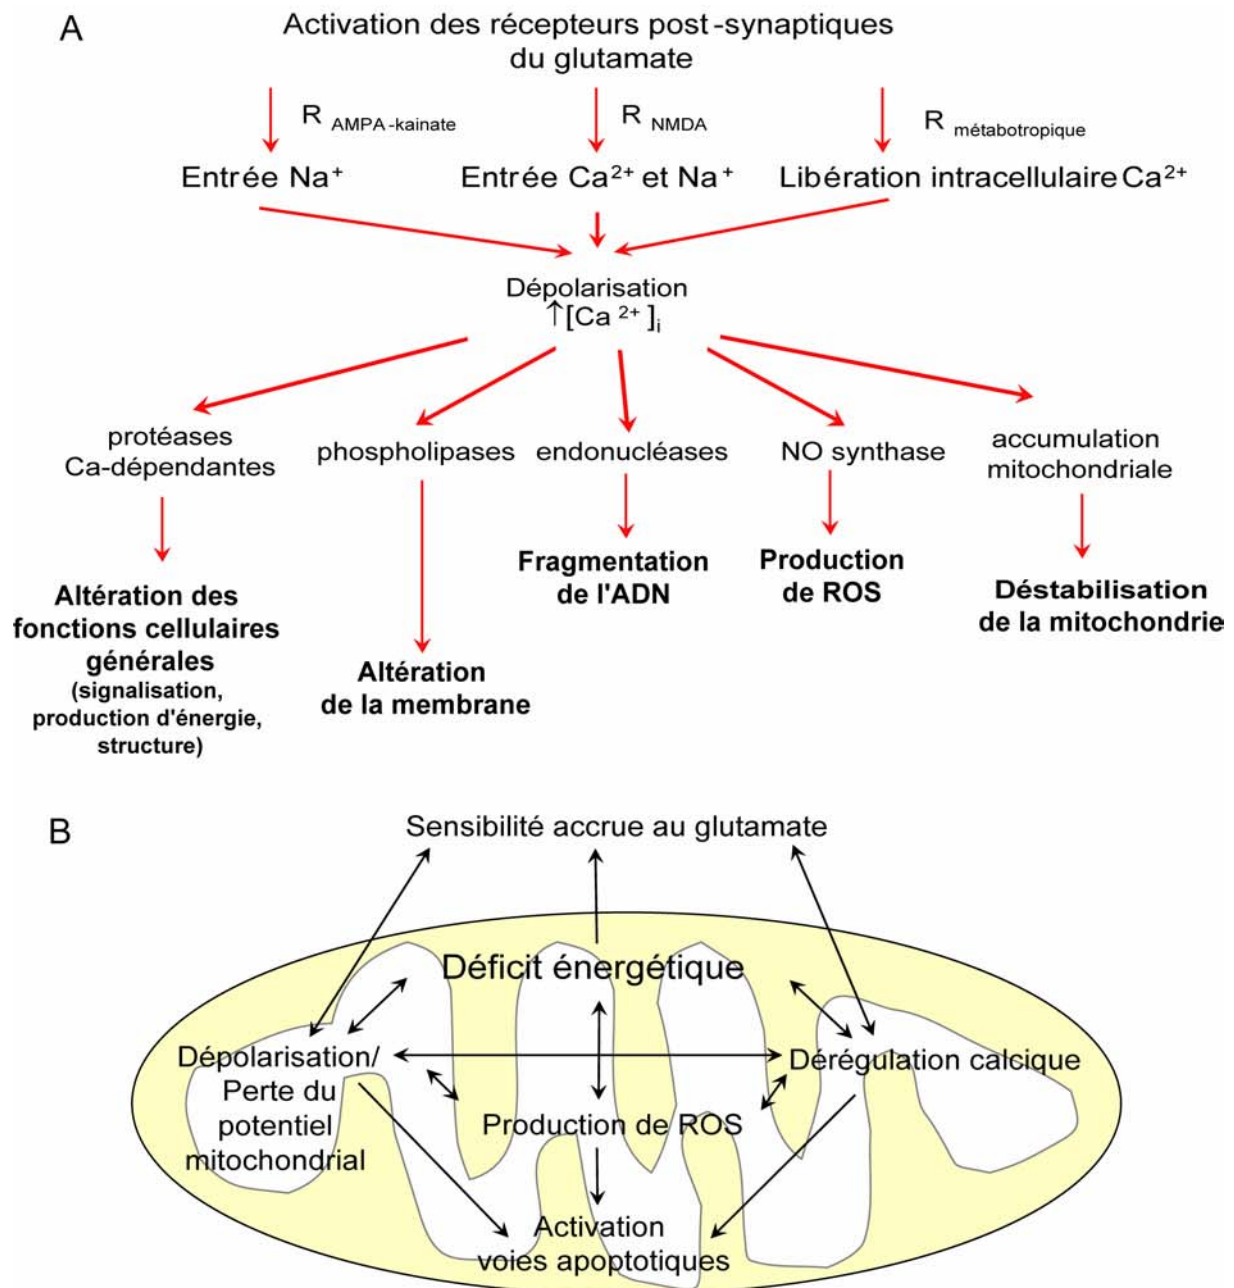 A
Activation des récepteurs post-synaptiques
du glutamate
R AMPA-kainate
R NMDA
R métabotropique
Entrée Na⁺
Entrée Ca²⁺ et Na⁺
Libération intracellulaire Ca²⁺
Dépolarisation
↑[Ca ²⁺ ]ᵢ
protéases
Ca-dépendantes
phospholipases
endonucléases
NO synthase
accumulation
mitochondriale
Altération des
fonctions cellulaires
générales
(signalisation,
production d'énergie,
structure)
Altération
de la membrane
Fragmentation
de l'ADN
Production
de ROS
Déstabilisation
de la mitochondrie
B
Sensibilité accrue au glutamate
Déficit énergétique
Dépolarisation/
Perte du
potentiel
mitochondrial
Dérégulation calcique
Production de ROS
Activation
voies apoptotiques